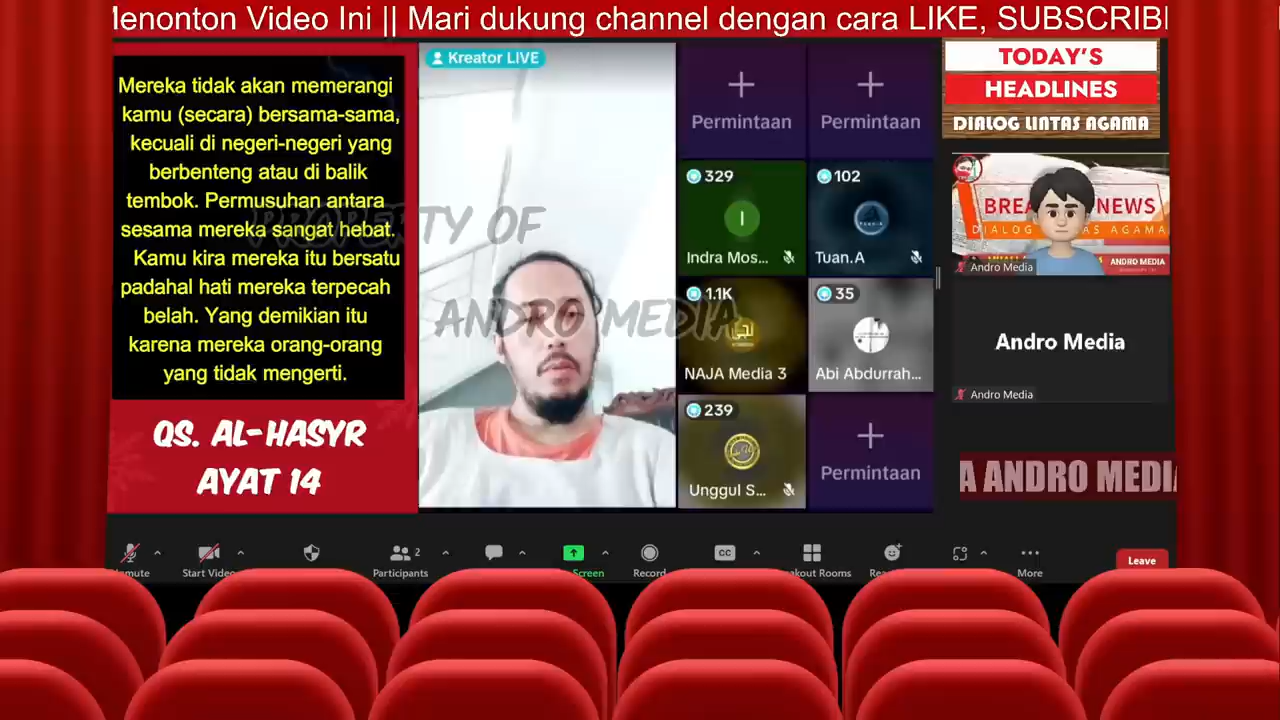 Menonton Video Ini || Mari dukung channel dengan cara LIKE, SUBSCRIB
Mereka tidak akan memerangi
kamu (secara) bersama-sama,
kecuali di negeri-negeri yang
berbenteng atau di balik
tembok. Permusuhan antara
sesama mereka sangat hebat.
Kamu kira mereka itu bersatu
padahal hati mereka terpecah
belah. Yang demikian itu
karena mereka orang-orang
yang tidak mengerti.
QS. AL-HASYR
AYAT 14
Kreator LIVE
PROPERTY OF
ANDRO MEDIA
Permintaan
Permintaan
329
Indra Mos...
102
Tuan.A
1.1K
NAJA Media 3
35
Abi Abdurrah...
239
Unggul S...
Permintaan
TODAY'S
HEADLINES
DIALOG LINTAS AGAMA
NEWS
ANDRO MEDIA
Andro Media
Andro Media
Andro Media
A ANDRO MEDIA
Start Video
Participants
2
Screen
Record
CC
More
Leave